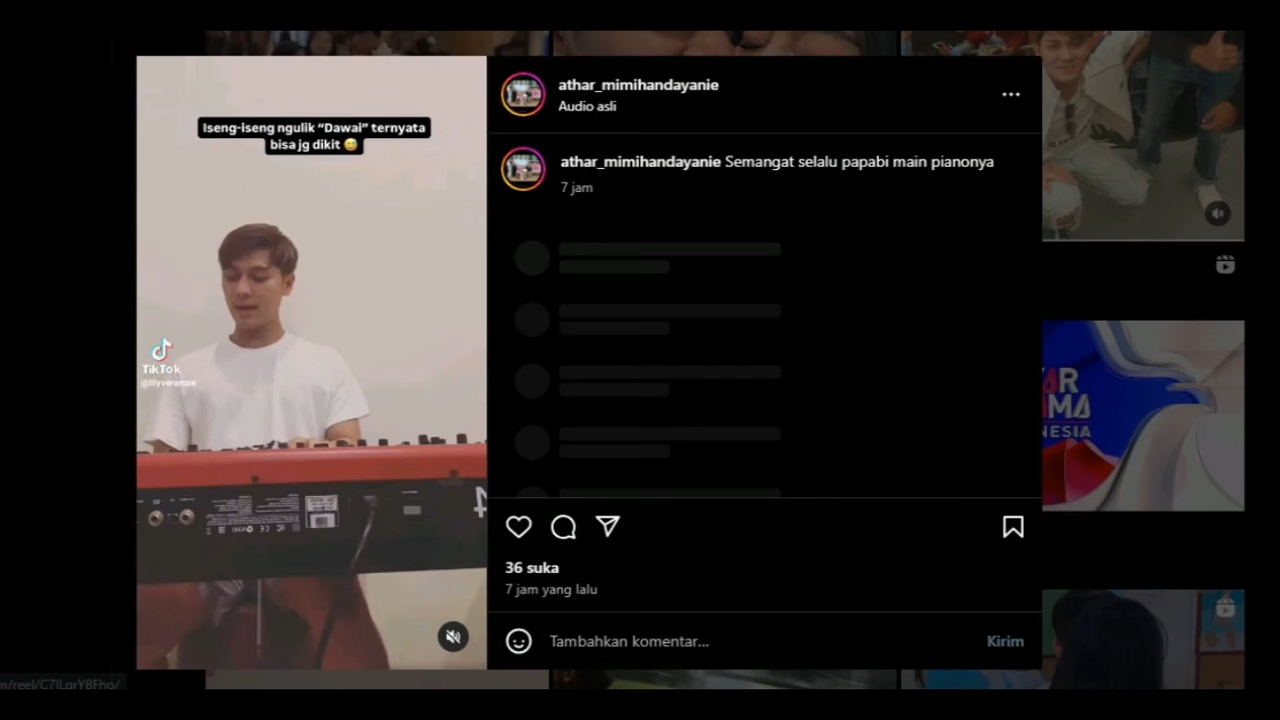 Iseng-iseng ngulik “Dawai” ternyata
bisa jg dikit 😅
TikTok
@lilyverarose
athar_mimihandayanie
Audio asli
athar_mimihandayanie Semangat selalu papabi main pianonya
7 jam
36 suka
7 jam yang lalu
Tambahkan komentar...
Kirim